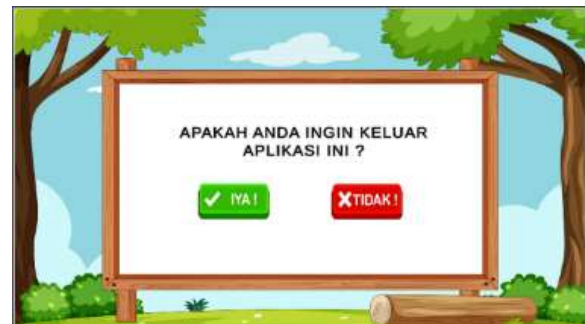 APAKAH ANDA INGIN KELUAR
APLIKASI INI ?
IYA !
TIDAK !